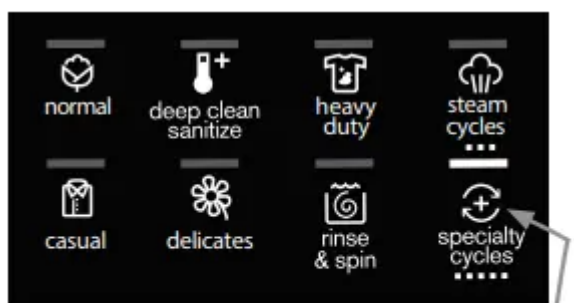 normal
deep clean
sanitize
heavy
duty
steam
cycles
casual
delicates
rinse
& spin
specialty
cycles